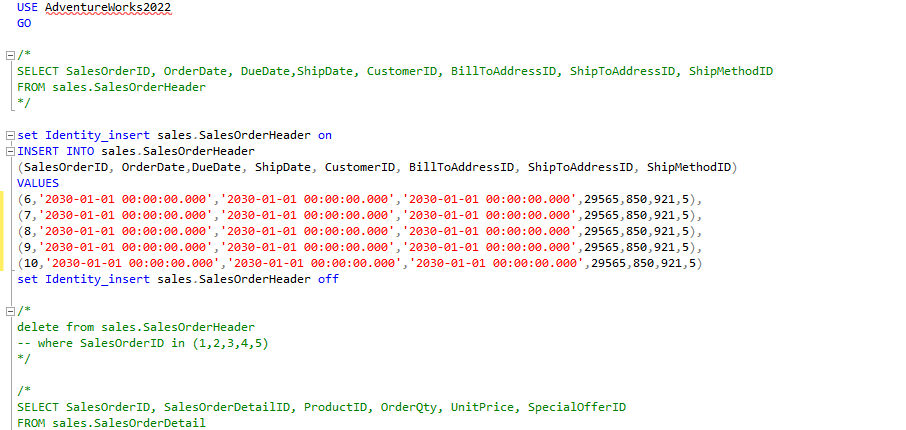 USE AdventureWorks2022
GO
/*
SELECT SalesOrderID, OrderDate, DueDate,ShipDate, CustomerID, BillToAddressID, ShipToAddressID, ShipMethodID
FROM sales.SalesOrderHeader
*/
set Identity_insert sales.SalesOrderHeader on
INSERT INTO sales.SalesOrderHeader
(SalesOrderID, OrderDate,DueDate, ShipDate, CustomerID, BillToAddressID, ShipToAddressID, ShipMethodID)
VALUES
(6,'2030-01-01 00:00:00.000','2030-01-01 00:00:00.000','2030-01-01 00:00:00.000',29565,850,921,5),
(7,'2030-01-01 00:00:00.000','2030-01-01 00:00:00.000','2030-01-01 00:00:00.000',29565,850,921,5),
(8,'2030-01-01 00:00:00.000','2030-01-01 00:00:00.000','2030-01-01 00:00:00.000',29565,850,921,5),
(9,'2030-01-01 00:00:00.000','2030-01-01 00:00:00.000','2030-01-01 00:00:00.000',29565,850,921,5),
(10,'2030-01-01 00:00:00.000','2030-01-01 00:00:00.000','2030-01-01 00:00:00.000',29565,850,921,5)
set Identity_insert sales.SalesOrderHeader off
/*
delete from sales.SalesOrderHeader
-- where SalesOrderID in (1,2,3,4,5)
*/
/*
SELECT SalesOrderID, SalesOrderDetailID, ProductID, OrderQty, UnitPrice, SpecialOfferID
FROM sales.SalesOrderDetail